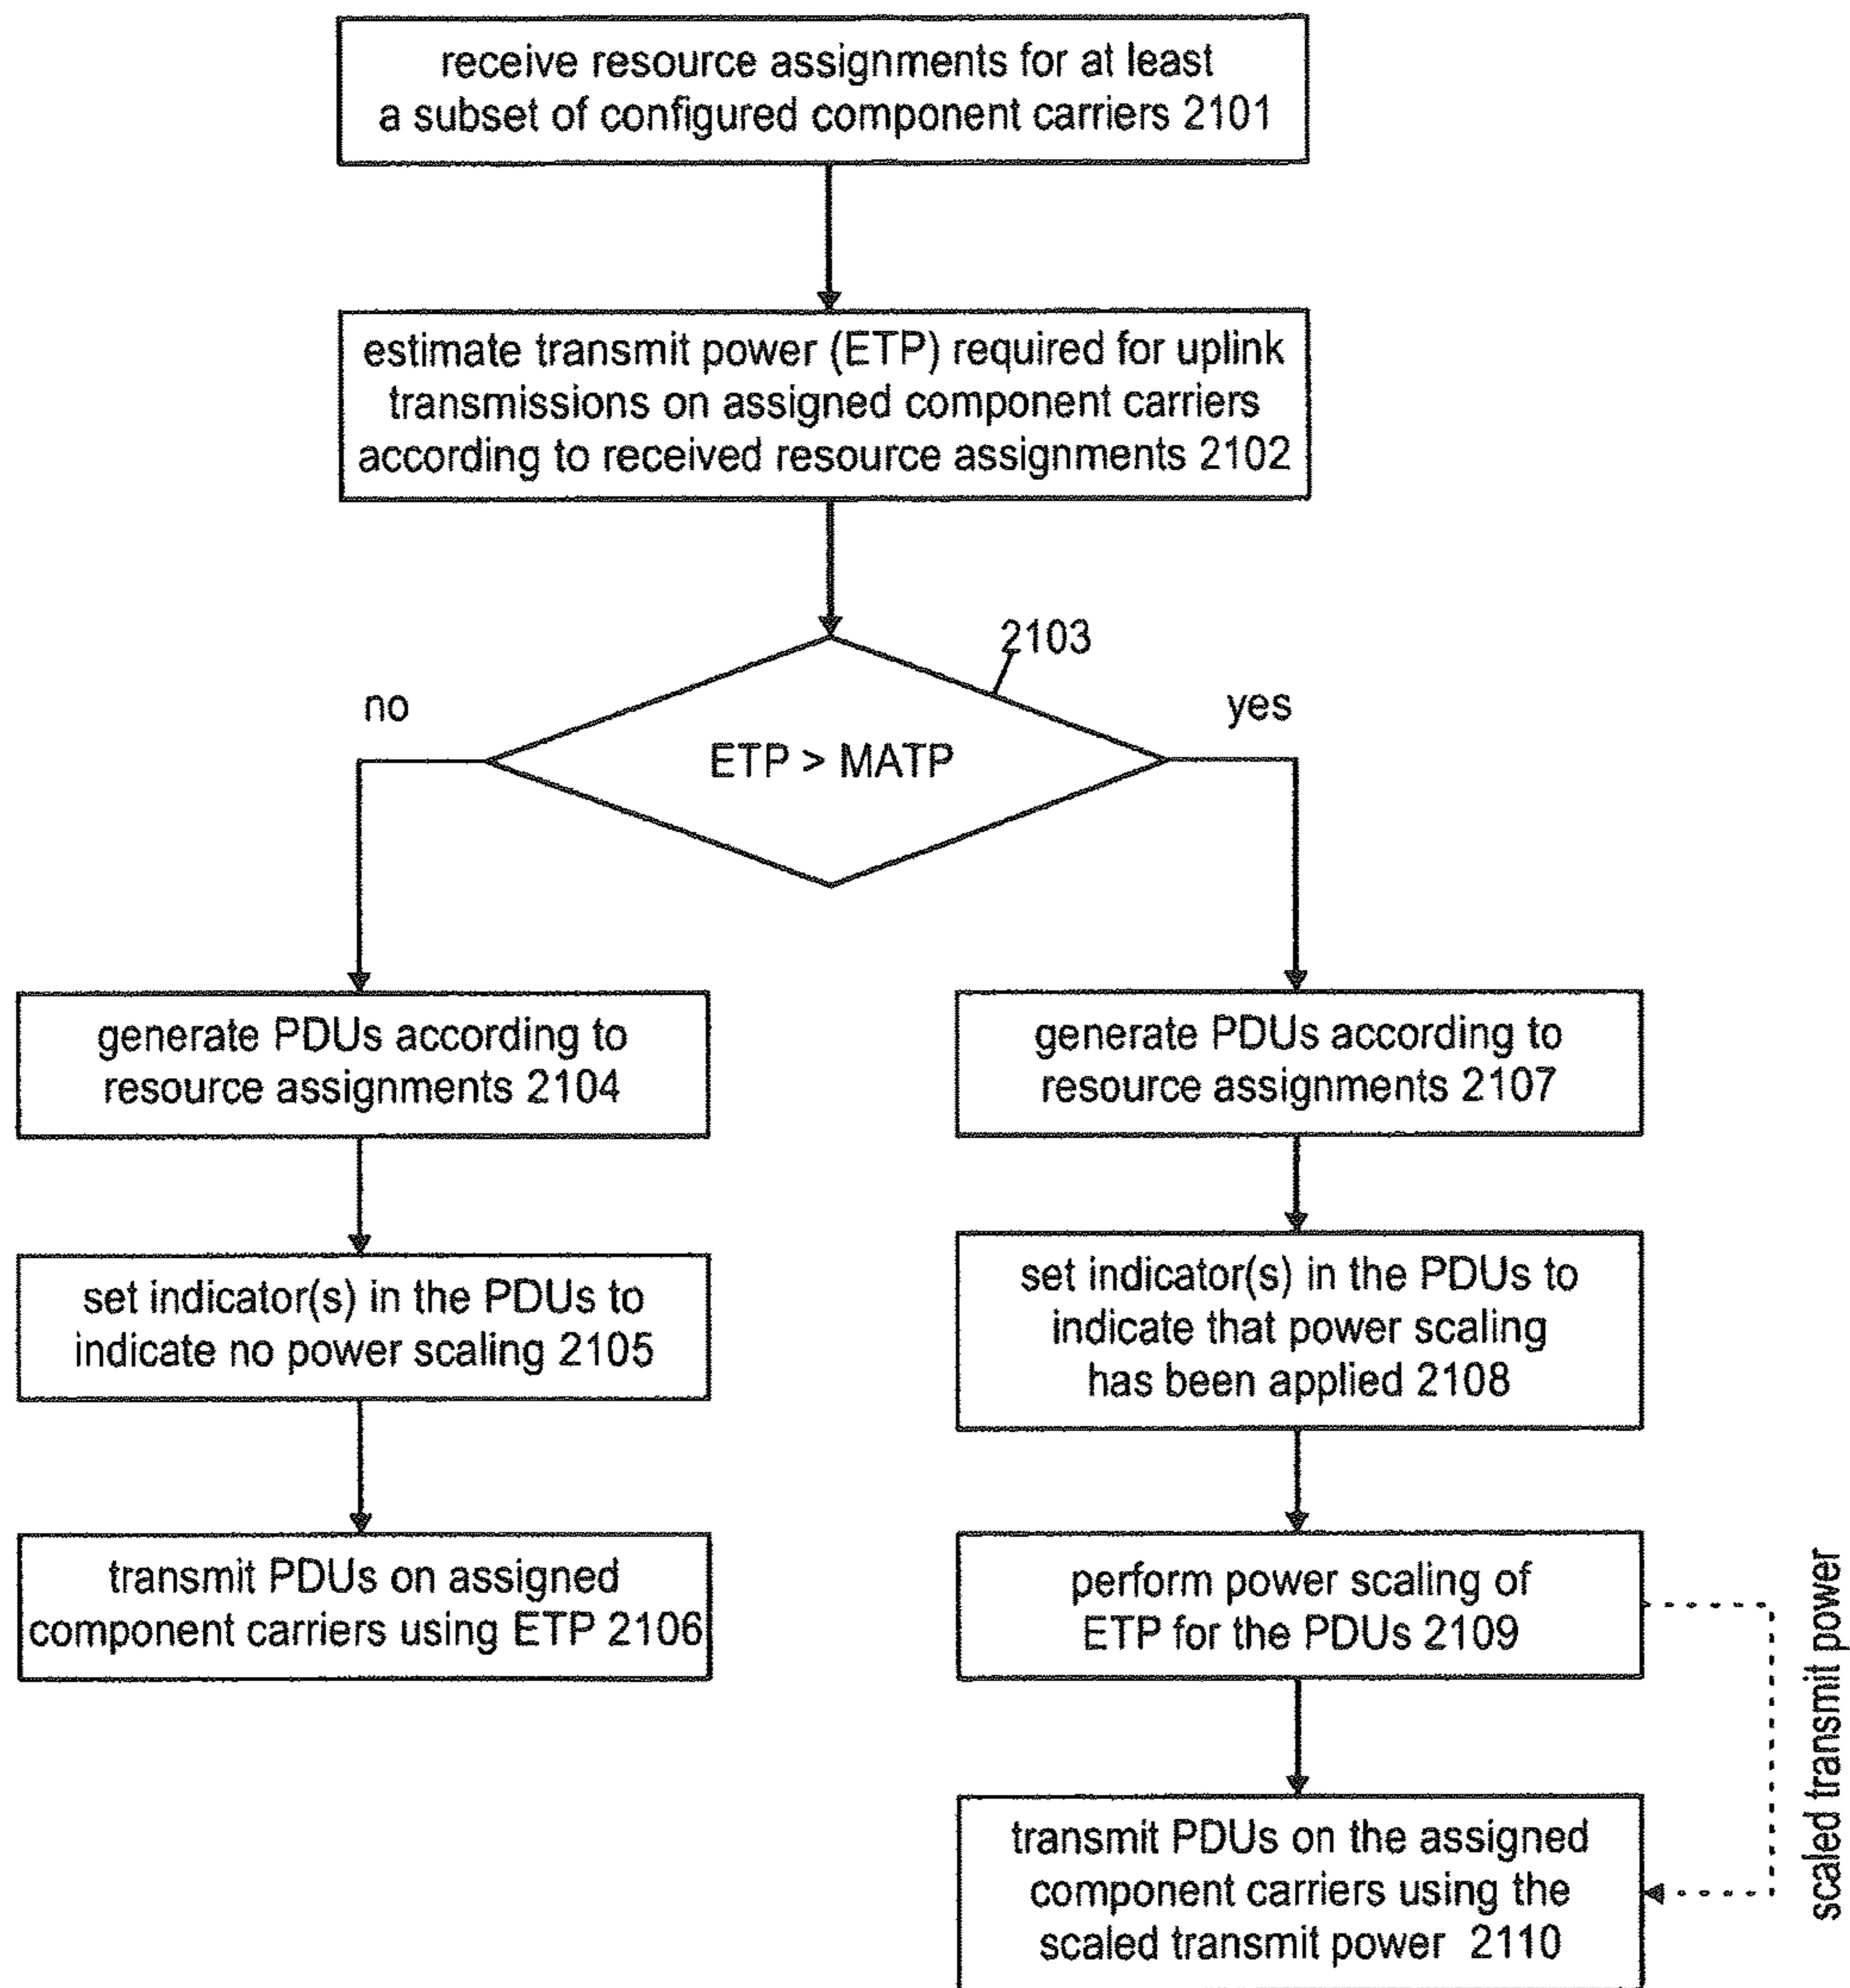 receive resource assignments for at least
a subset of configured component carriers 2101
estimate transmit power (ETP) required for uplink
transmissions on assigned component carriers
according to received resource assignments 2102
2103
no
yes
ETP > MATP
generate PDUs according to
resource assignments 2104
set indicator(s) in the PDUs to
indicate no power scaling 2105
transmit PDUs on assigned
component carriers using ETP 2106
generate PDUs according to
resource assignments 2107
set indicator(s) in the PDUs to
indicate that power scaling
has been applied 2108
perform power scaling of
ETP for the PDUs 2109
scaled transmit power
transmit PDUs on the assigned
component carriers using the
scaled transmit power 2110